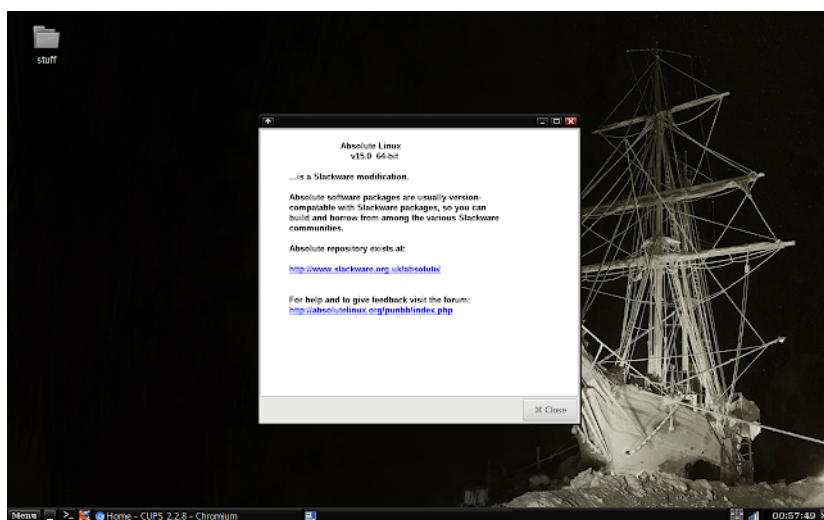 stuff
Absolute Linux
v15.0 64-bit
...is a Slackware modification.
Absolute software packages are usually version-
compatable with Slackware packages, so you can
build and borrow from among the various Slackware
communities.
Absolute repository exists at:
http://www.slackware.org.uk/absolute/
For help and to give feedback visit the forum:
http://absolutelinux.org/punbb/index.php
Close
Menu >_ Home - CUPS 2.2.8 - Chromium 00:57:49